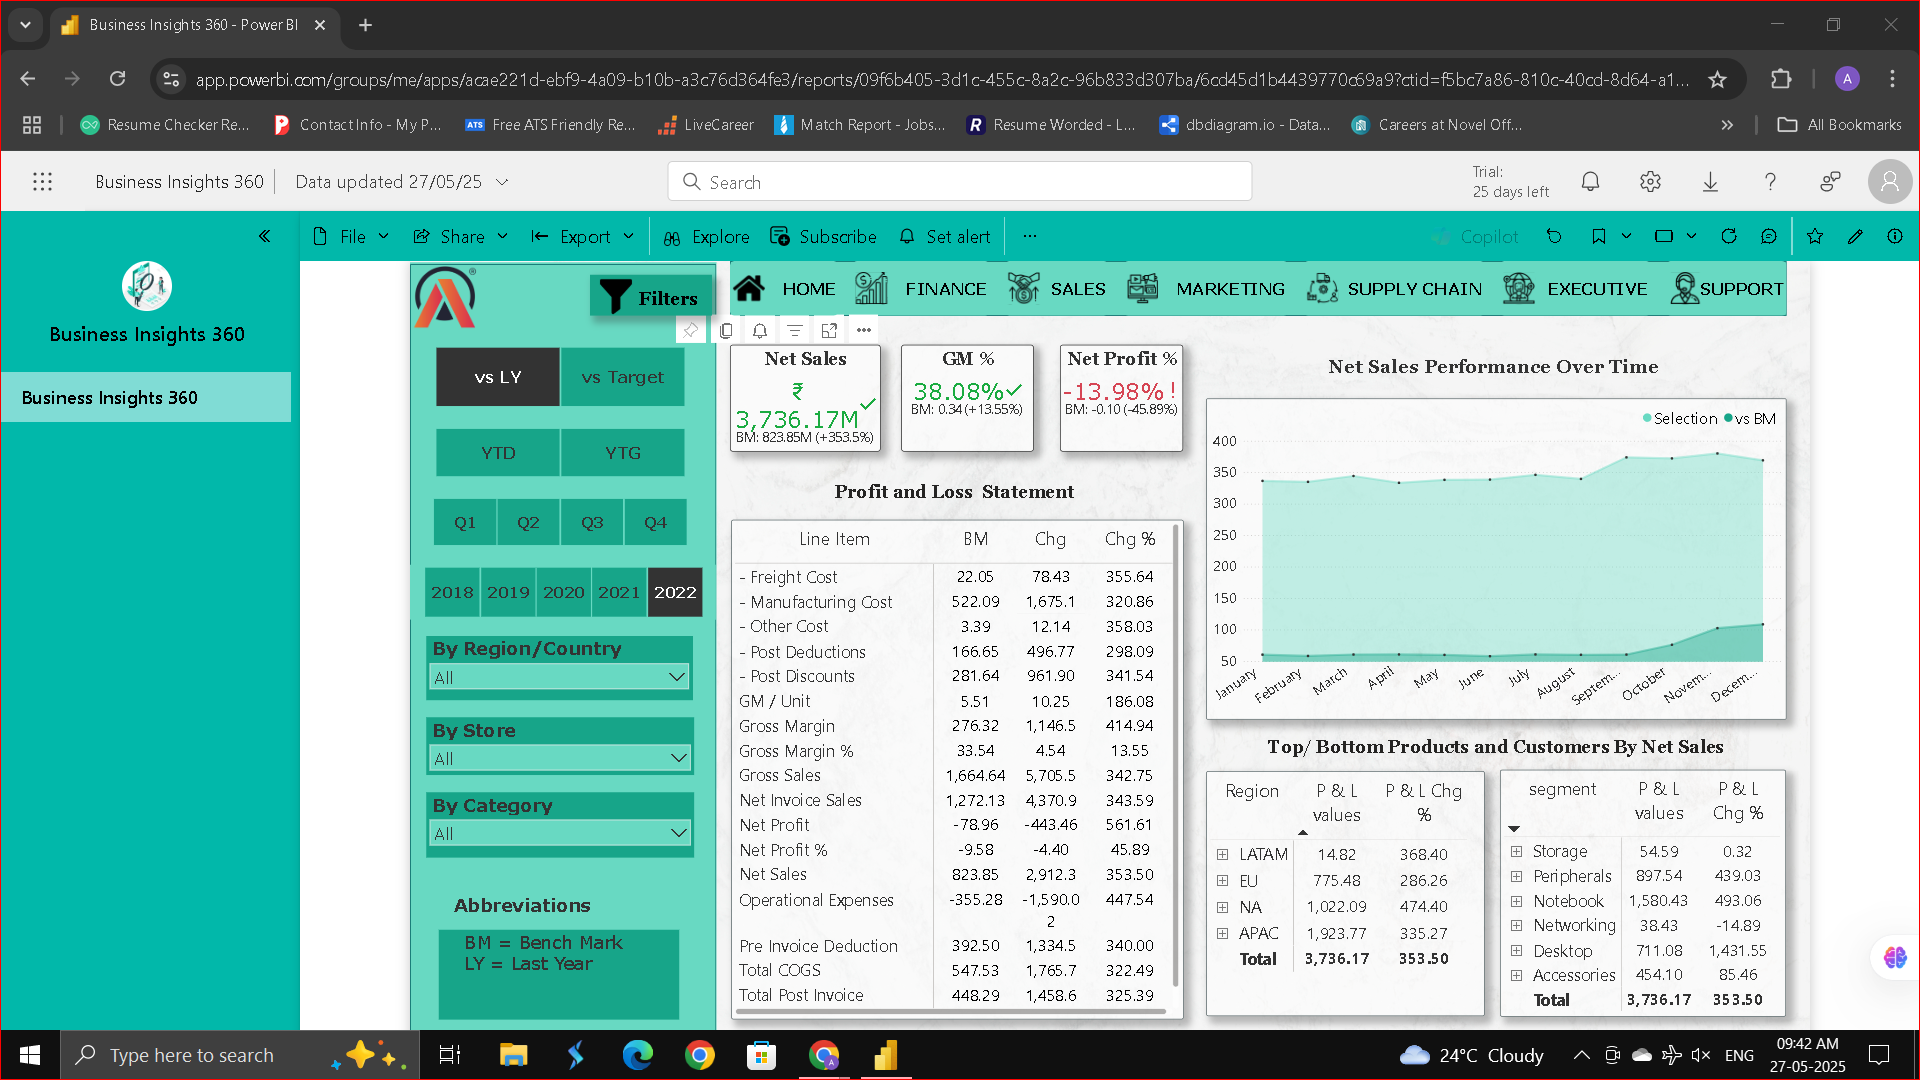 Business Insights 360 - Power BI
app.powerbi.com/groups/me/apps/acae221d-ebf9-4a09-b10b-a3c76d364fe3/reports/09f6b405-3d1c-455c-8a2c-96b833d307ba/6cd45d1b4439770c69a9?ctid=f5bc7a86-810c-40cd-8d64-a1...
A
Resume Checker Re... Contact Info - My P... ATS Free ATS Friendly Re... LiveCareer Match Report - Jobs... R Resume Worded - L... dbdiagram.io - Data... Careers at Novel Off... » All Bookmarks
Business Insights 360 Data updated 27/05/25 Search Trial:
25 days left
File Share Export Explore Subscribe Set alert ... Copilot
Business Insights 360
Business Insights 360
Filters
HOME FINANCE SALES MARKETING SUPPLY CHAIN EXECUTIVE SUPPORT
vs LY vs Target
YTD YTG
Q1 Q2 Q3 Q4
2018 2019 2020 2021 2022
By Region/Country
All
By Store
All
By Category
All
Abbreviations
BM = Bench Mark
LY = Last Year
Net Sales
₹
3,736.17M
BM: 823.85M (+353.5%)
GM %
38.08%
BM: 0.34 (+13.55%)
Net Profit %
-13.98% !
BM: -0.10 (-45.89%)
Profit and Loss Statement
Line Item BM Chg Chg %
- Freight Cost 22.05 78.43 355.64
- Manufacturing Cost 522.09 1,675.1 320.86
- Other Cost 3.39 12.14 358.03
- Post Deductions 166.65 496.77 298.09
- Post Discounts 281.64 961.90 341.54
GM / Unit 5.51 10.25 186.08
Gross Margin 276.32 1,146.5 414.94
Gross Margin % 33.54 4.54 13.55
Gross Sales 1,664.64 5,705.5 342.75
Net Invoice Sales 1,272.13 4,370.9 343.59
Net Profit -78.96 -443.46 561.61
Net Profit % -9.58 -4.40 45.89
Net Sales 823.85 2,912.3 353.50
Operational Expenses -355.28 -1,590.0 447.54
2
Pre Invoice Deduction 392.50 1,334.5 340.00
Total COGS 547.53 1,765.7 322.49
Total Post Invoice 448.29 1,458.6 325.39
Net Sales Performance Over Time
Selection vs BM
400
350
300
250
200
150
100
50
January February March April May June July August Septem... October Novem... Decem...
Top/ Bottom Products and Customers By Net Sales
Region P & L values P & L Chg %
LATAM 14.82 368.40
EU 775.48 286.26
NA 1,022.09 474.40
APAC 1,923.77 335.27
Total 3,736.17 353.50
segment P & L values P & L Chg %
Storage 54.59 0.32
Peripherals 897.54 439.03
Notebook 1,580.43 493.06
Networking 38.43 -14.89
Desktop 711.08 1,431.55
Accessories 454.10 85.46
Total 3,736.17 353.50
Type here to search
24°C Cloudy ENG
09:42 AM
27-05-2025